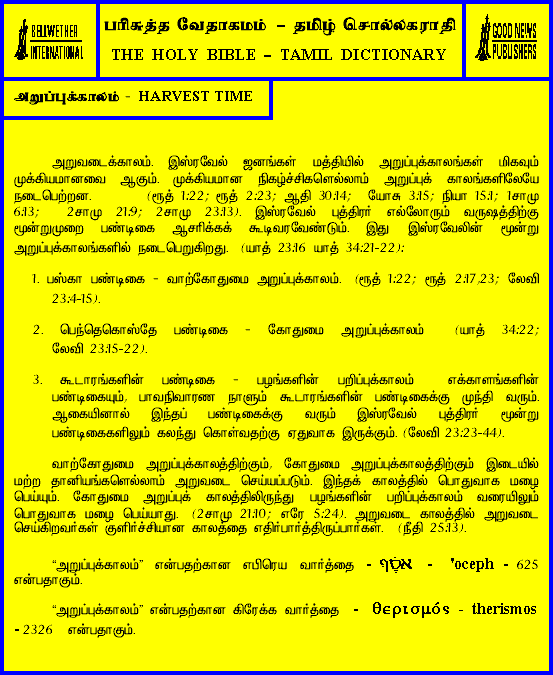 BELLWETHER
INTERNATIONAL
பரிசுத்த வேதாகமம் – தமிழ் சொல்லகராதி
THE HOLY BIBLE – TAMIL DICTIONARY
GOOD NEWS
PUBLISHERS
அறுப்புக்காலம் - HARVEST TIME
அறுவடைக்காலம். இஸ்ரவேல் ஜனங்கள் மத்தியில் அறுப்புக்காலங்கள் மிகவும்
முக்கியமானவை ஆகும். முக்கியமான நிகழ்ச்சிகளெல்லாம் அறுப்புக் காலங்களிலேயே
நடைபெற்றன. (ரூத் 1:22; ரூத் 2:23; ஆதி 30:14; யோசு 3:15; நியா 15:1; 1சாமு
6:13; 2சாமு 21:9; 2சாமு 23:13). இஸ்ரவேல் புத்திரர் எல்லோரும் வருஷத்திற்கு
மூன்றுமுறை பண்டிகை ஆசரிக்கக் கூடிவரவேண்டும். இது இஸ்ரவேலின் மூன்று
அறுப்புக்காலங்களில் நடைபெறுகிறது. (யாத் 23:16 யாத் 34:21-22):
1. பஸ்கா பண்டிகை - வாற்கோதுமை அறுப்புக்காலம். (ரூத் 1:22; ரூத் 2:17,23; லேவி
23:4-15).
2. பெந்தெகொஸ்தே பண்டிகை - கோதுமை அறுப்புக்காலம் (யாத் 34:22;
லேவி 23:15-22).
3. கூடாரங்களின் பண்டிகை - பழங்களின் பறிப்புக்காலம் எக்காளங்களின்
பண்டிகையும், பாவநிவாரண நாளும் கூடாரங்களின் பண்டிகைக்கு முந்தி வரும்.
ஆகையினால் இந்தப் பண்டிகைக்கு வரும் இஸ்ரவேல் புத்திரர் மூன்று
பண்டிகைகளிலும் கலந்து கொள்வதற்கு ஏதுவாக இருக்கும். (லேவி 23:23-44).
வாற்கோதுமை அறுப்புக்காலத்திற்கும், கோதுமை அறுப்புக்காலத்திற்கும் இடையில்
மற்ற தானியங்களெல்லாம் அறுவடை செய்யப்படும். இந்தக் காலத்தில் பொதுவாக மழை
பெய்யும். கோதுமை அறுப்புக் காலத்திலிருந்து பழங்களின் பறிப்புக்காலம் வரையிலும்
பொதுவாக மழை பெய்யாது. (2சாமு 21:10; எரே 5:24). அறுவடை காலத்தில் அறுவடை
செய்கிறவர்கள் குளிர்ச்சியான காலத்தை எதிர்பார்த்திருப்பார்கள். (நீதி 25:13).
“அறுப்புக்காலம்” என்பதற்கான எபிரெய வார்த்தை - אֹסֶף - 'oceph - 625
என்பதாகும்.
“அறுப்புக்காலம்” என்பதற்கான கிரேக்க வார்த்தை - θερισμός - therismos
- 2326 என்பதாகும்.